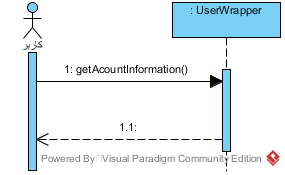 کاربر
: UserWrapper
1: getAcountInformation()
1.1:
Powered By Visual Paradigm Community Edition